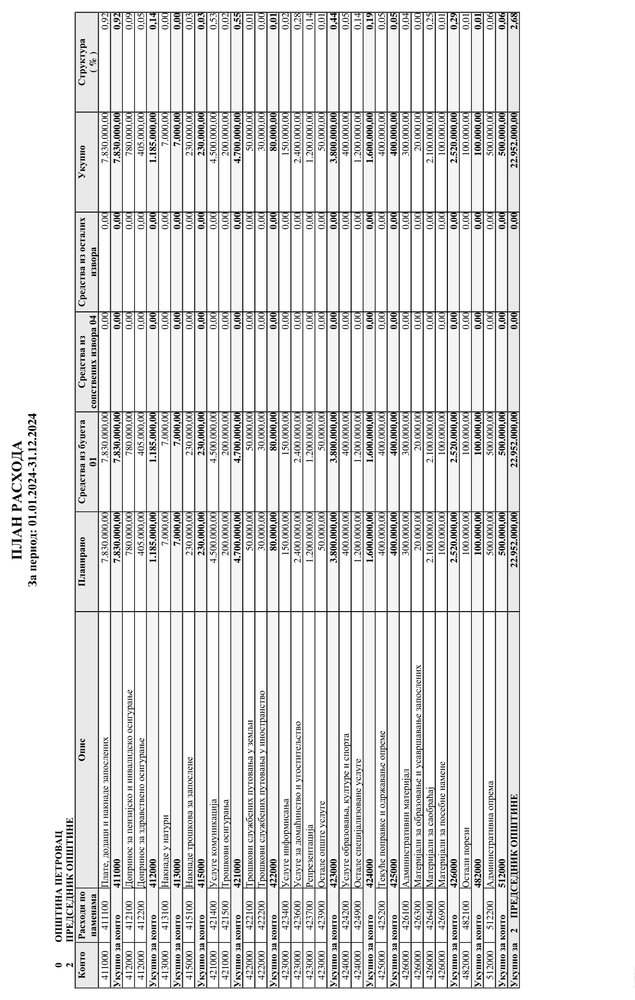 ПЛАН РАСХОДА
За период: 01.01.2024-31.12.2024
0 ОПШТИНА ПЕТРОВАЦ
2 ПРЕДСЕДНИК ОПШТИНЕ
Конто Расходи по наменама Опис Планирано Средства из буџета 01 Средства из сопствених извора 04 Средства из осталих извора Укупно Структура ( % )
411000 411100 Плате, додаци и накнаде запослених 7.830.000,00 7.830.000,00 0,00 0,00 7.830.000,00 0,92
Укупно за конто 411000 7.830.000,00 7.830.000,00 0,00 0,00 7.830.000,00 0,92
412000 412100 Допринос за пензијско и инвалидско осигурање 780.000,00 780.000,00 0,00 0,00 780.000,00 0,09
412000 412200 Допринос за здравствено осигурање 405.000,00 405.000,00 0,00 0,00 405.000,00 0,05
Укупно за конто 412000 1.185.000,00 1.185.000,00 0,00 0,00 1.185.000,00 0,14
413000 413100 Накнаде у натури 7.000,00 7.000,00 0,00 0,00 7.000,00 0,00
Укупно за конто 413000 7.000,00 7.000,00 0,00 0,00 7.000,00 0,00
415000 415100 Накнаде трошкова за запослене 230.000,00 230.000,00 0,00 0,00 230.000,00 0,03
Укупно за конто 415000 230.000,00 230.000,00 0,00 0,00 230.000,00 0,03
421000 421400 Услуге комуникација 4.500.000,00 4.500.000,00 0,00 0,00 4.500.000,00 0,53
421000 421500 Трошкови осигурања 200.000,00 200.000,00 0,00 0,00 200.000,00 0,02
Укупно за конто 421000 4.700.000,00 4.700.000,00 0,00 0,00 4.700.000,00 0,55
422000 422100 Трошкови службених путовања у земљи 50.000,00 50.000,00 0,00 0,00 50.000,00 0,01
422000 422200 Трошкови службених путовања у иностранство 30.000,00 30.000,00 0,00 0,00 30.000,00 0,00
Укупно за конто 422000 80.000,00 80.000,00 0,00 0,00 80.000,00 0,01
423000 423400 Услуге информисања 150.000,00 150.000,00 0,00 0,00 150.000,00 0,02
423000 423600 Услуге за домаћинство и угоститељство 2.400.000,00 2.400.000,00 0,00 0,00 2.400.000,00 0,28
423000 423700 Репрезентација 1.200.000,00 1.200.000,00 0,00 0,00 1.200.000,00 0,14
423000 423900 Остале опште услуге 50.000,00 50.000,00 0,00 0,00 50.000,00 0,01
Укупно за конто 423000 3.800.000,00 3.800.000,00 0,00 0,00 3.800.000,00 0,44
424000 424200 Услуге образовања, културе и спорта 400.000,00 400.000,00 0,00 0,00 400.000,00 0,05
424000 424900 Остале специјализоване услуге 1.200.000,00 1.200.000,00 0,00 0,00 1.200.000,00 0,14
Укупно за конто 424000 1.600.000,00 1.600.000,00 0,00 0,00 1.600.000,00 0,19
425000 425200 Текуће поправке и одржавање опреме 400.000,00 400.000,00 0,00 0,00 400.000,00 0,05
Укупно за конто 425000 400.000,00 400.000,00 0,00 0,00 400.000,00 0,05
426000 426100 Административни материјал 300.000,00 300.000,00 0,00 0,00 300.000,00 0,04
426000 426300 Материјали за образовање и усавршавање запослених 20.000,00 20.000,00 0,00 0,00 20.000,00 0,00
426000 426400 Материјали за саобраћај 2.100.000,00 2.100.000,00 0,00 0,00 2.100.000,00 0,25
426000 426900 Материјали за посебне намене 100.000,00 100.000,00 0,00 0,00 100.000,00 0,01
Укупно за конто 426000 2.520.000,00 2.520.000,00 0,00 0,00 2.520.000,00 0,29
482000 482100 Остали порези 100.000,00 100.000,00 0,00 0,00 100.000,00 0,01
Укупно за конто 482000 100.000,00 100.000,00 0,00 0,00 100.000,00 0,01
512000 512200 Административна опрема 500.000,00 500.000,00 0,00 0,00 500.000,00 0,06
Укупно за конто 512000 500.000,00 500.000,00 0,00 0,00 500.000,00 0,06
Укупно за 2 ПРЕДСЕДНИК ОПШТИНЕ 22.952.000,00 22.952.000,00 0,00 0,00 22.952.000,00 2,68